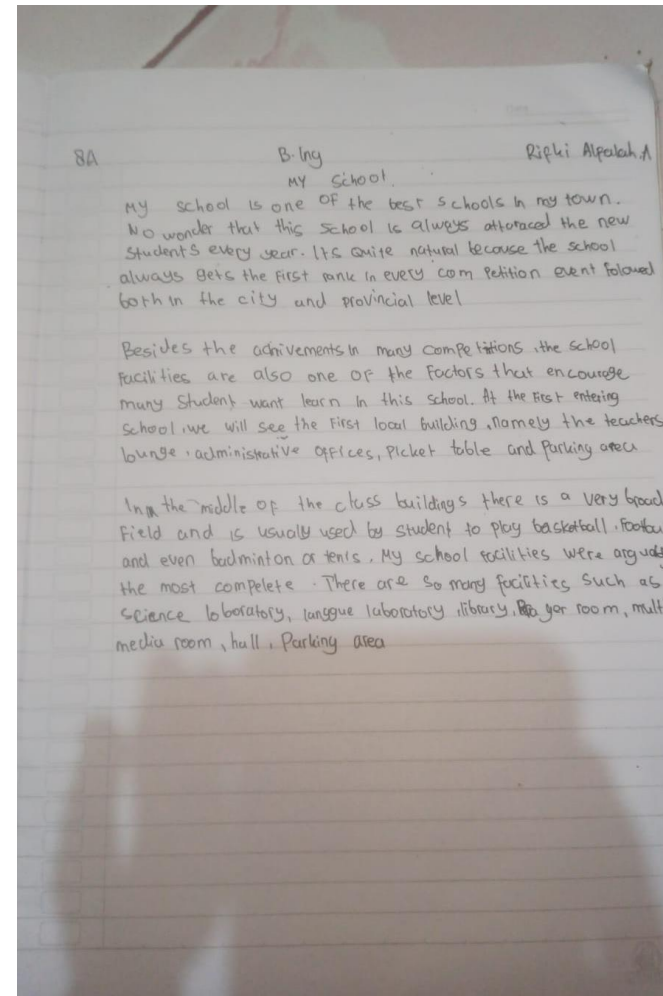 8A B.Ing Rifki Alpalah.A
MY School.
My school is one of the best schools in my town.
No wonder that this school is always attoraced the new
students every year. Its quite natural becouse the school
always gets the first rank in every com petition event folowed
both in the city and provincial level
Besides the achivements in many competitions, the school
facilities are also one of the factors that encourage
many Student want learn in this school. At the first entering
school, we will see the first local building, namely the teachers
lounge, administrative offices, picket table and parking area
In the middle of the class buildings there is a very broad
field and is usually used by student to play basketball, footbal
and even badminton or tenis. My school facilities were arguab
the most compelete. There are so many facilities such as
science loboratory, langgue laboratory, library, yer room, mult
media room, hall, Parking area